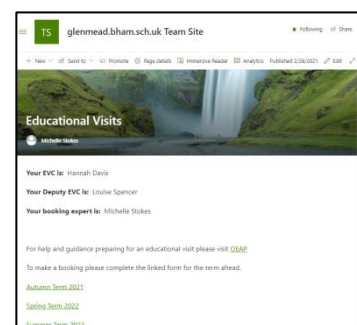 TS glenmead.bham.sch.uk Team Site
Following Share
New Send to Promote Page details Immersive Reader Analytics Published 2/26/2021 Edit
Educational Visits
Michelle Stokes
Your EVC is: Hannah Davis
Your Deputy EVC is: Louise Spencer
Your booking expert is: Michelle Stokes
For help and guidance preparing for an educational visit please visit OEAP
To make a booking please complete the linked form for the term ahead.
Autumn Term 2021
Spring Term 2022
Summer Term 2022